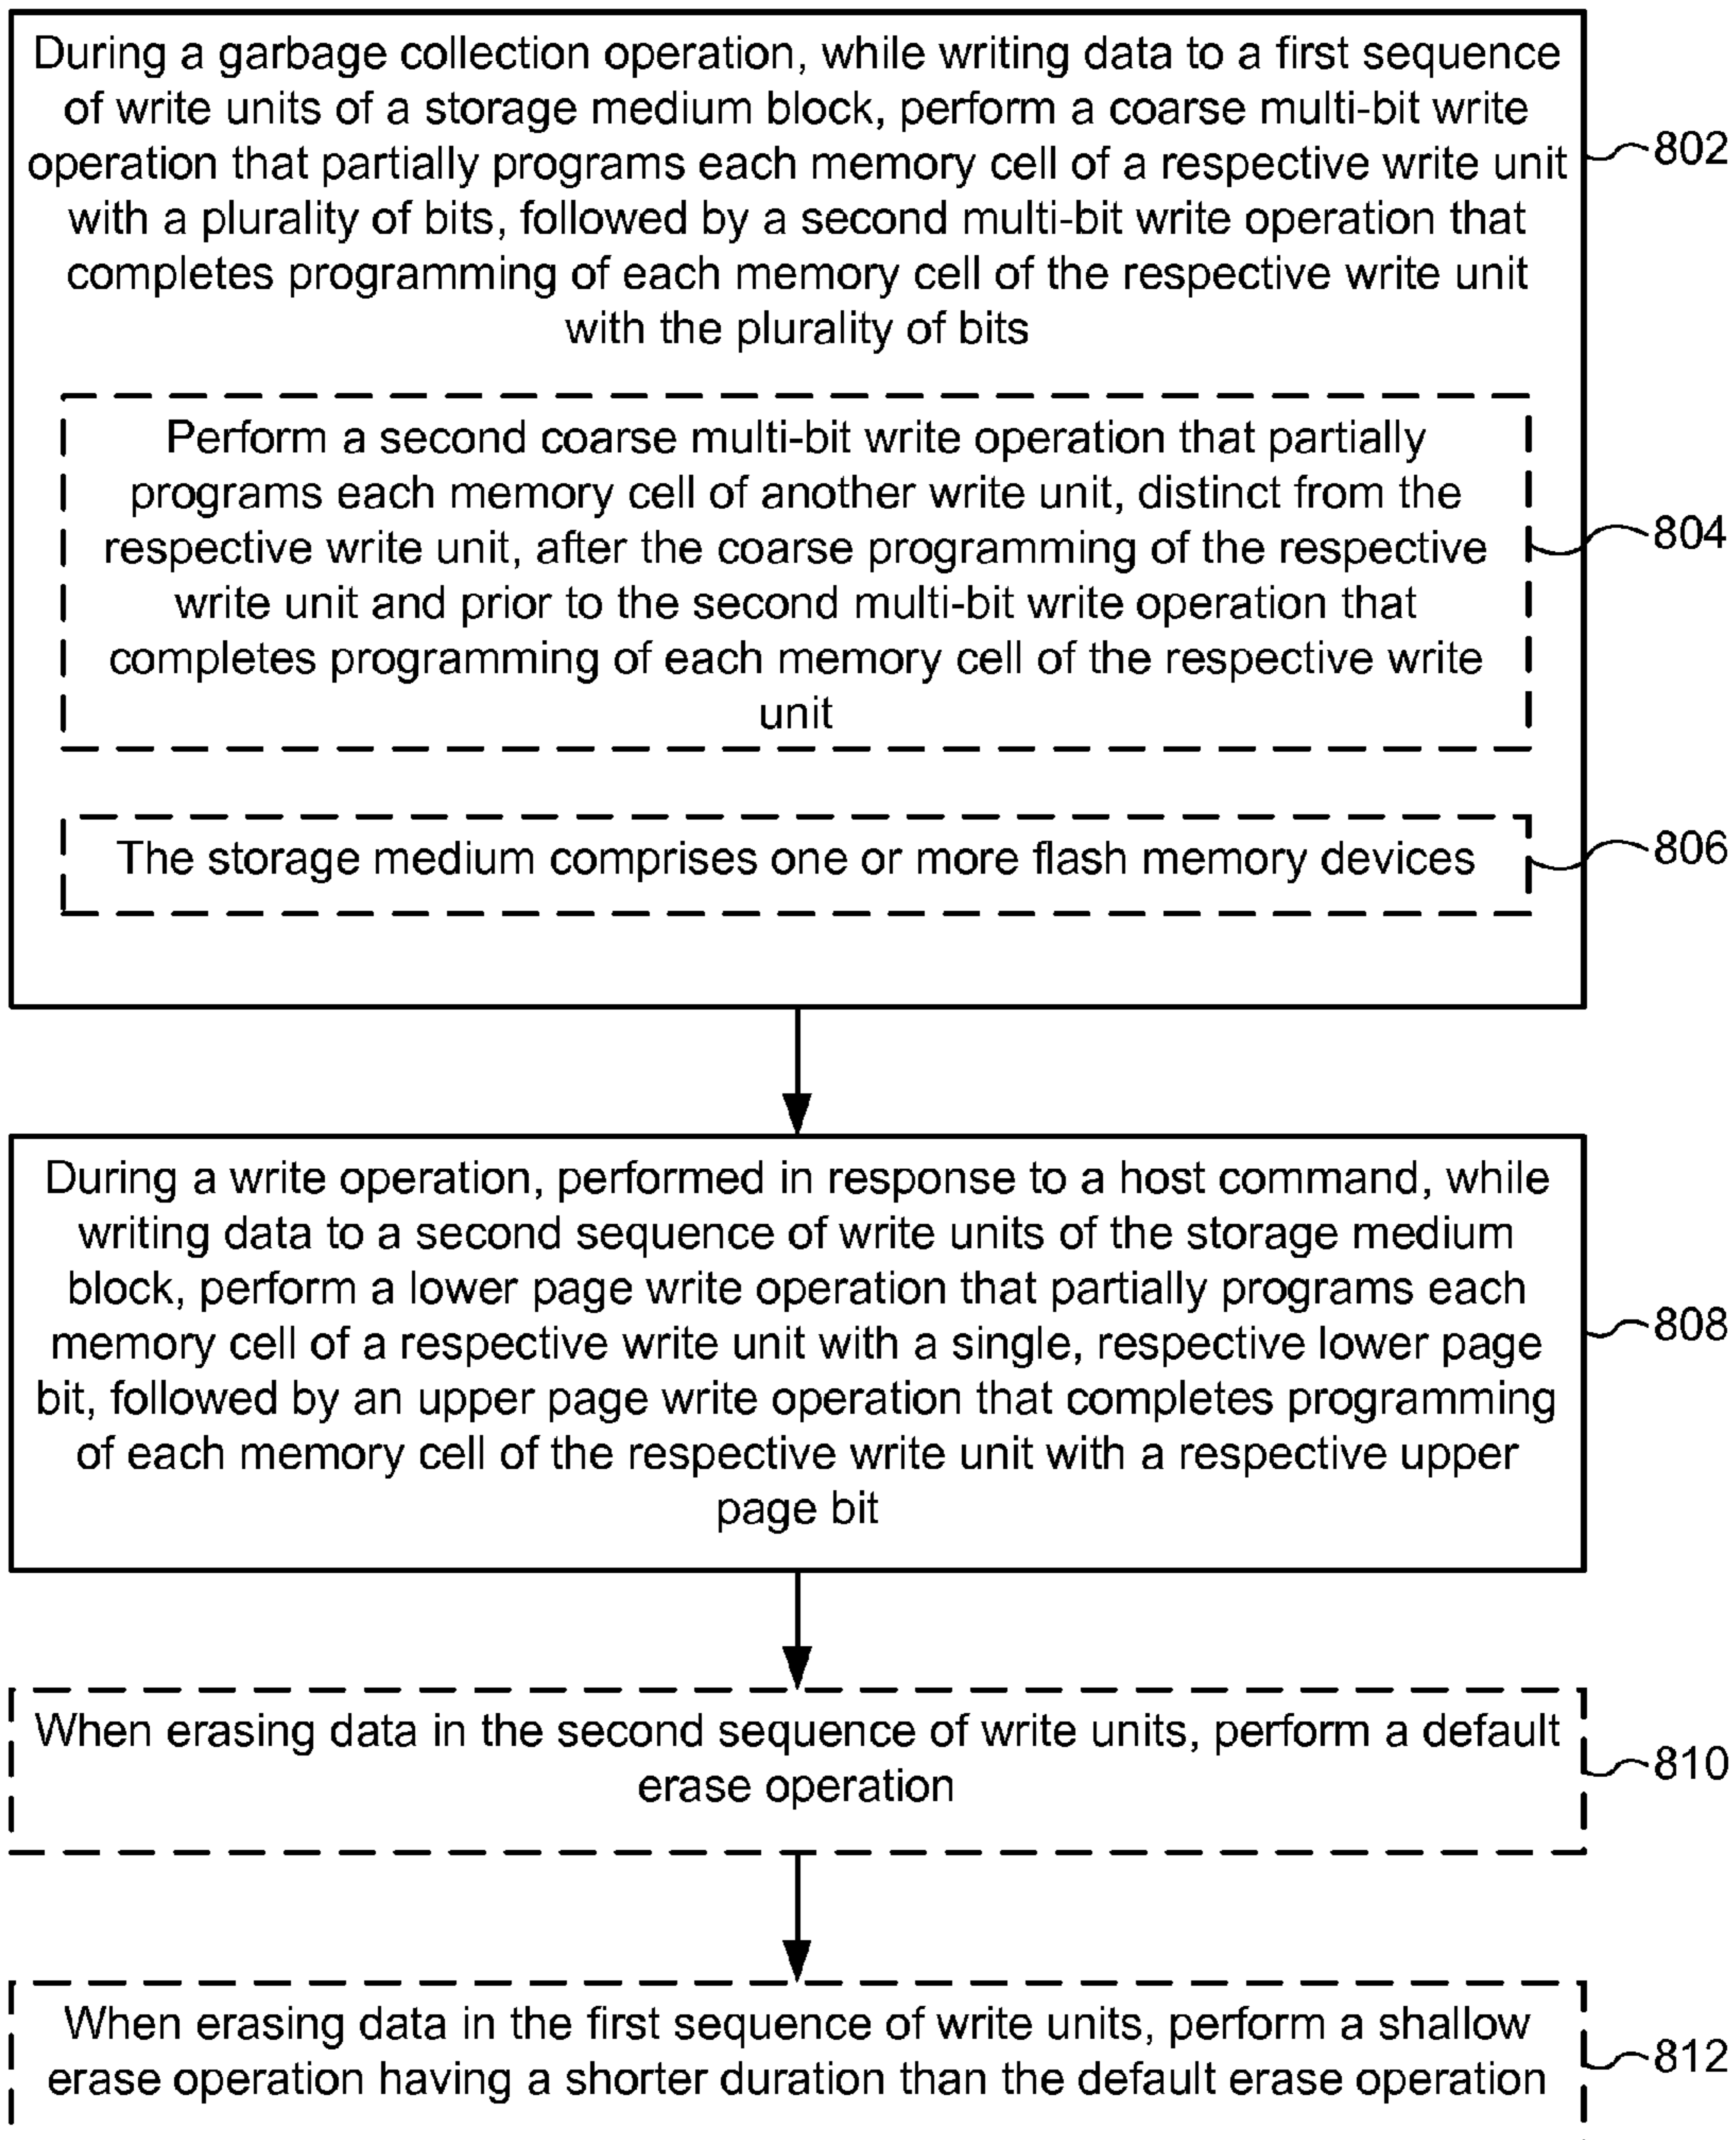 During a garbage collection operation, while writing data to a first sequence
of write units of a storage medium block, perform a coarse multi-bit write
operation that partially programs each memory cell of a respective write unit
with a plurality of bits, followed by a second multi-bit write operation that
completes programming of each memory cell of the respective write unit
with the plurality of bits
802
Perform a second coarse multi-bit write operation that partially
programs each memory cell of another write unit, distinct from the
respective write unit, after the coarse programming of the respective
write unit and prior to the second multi-bit write operation that
completes programming of each memory cell of the respective write
unit
804
The storage medium comprises one or more flash memory devices
806
During a write operation, performed in response to a host command, while
writing data to a second sequence of write units of the storage medium
block, perform a lower page write operation that partially programs each
memory cell of a respective write unit with a single, respective lower page
bit, followed by an upper page write operation that completes programming
of each memory cell of the respective write unit with a respective upper
page bit
808
When erasing data in the second sequence of write units, perform a default
erase operation
810
When erasing data in the first sequence of write units, perform a shallow
erase operation having a shorter duration than the default erase operation
812